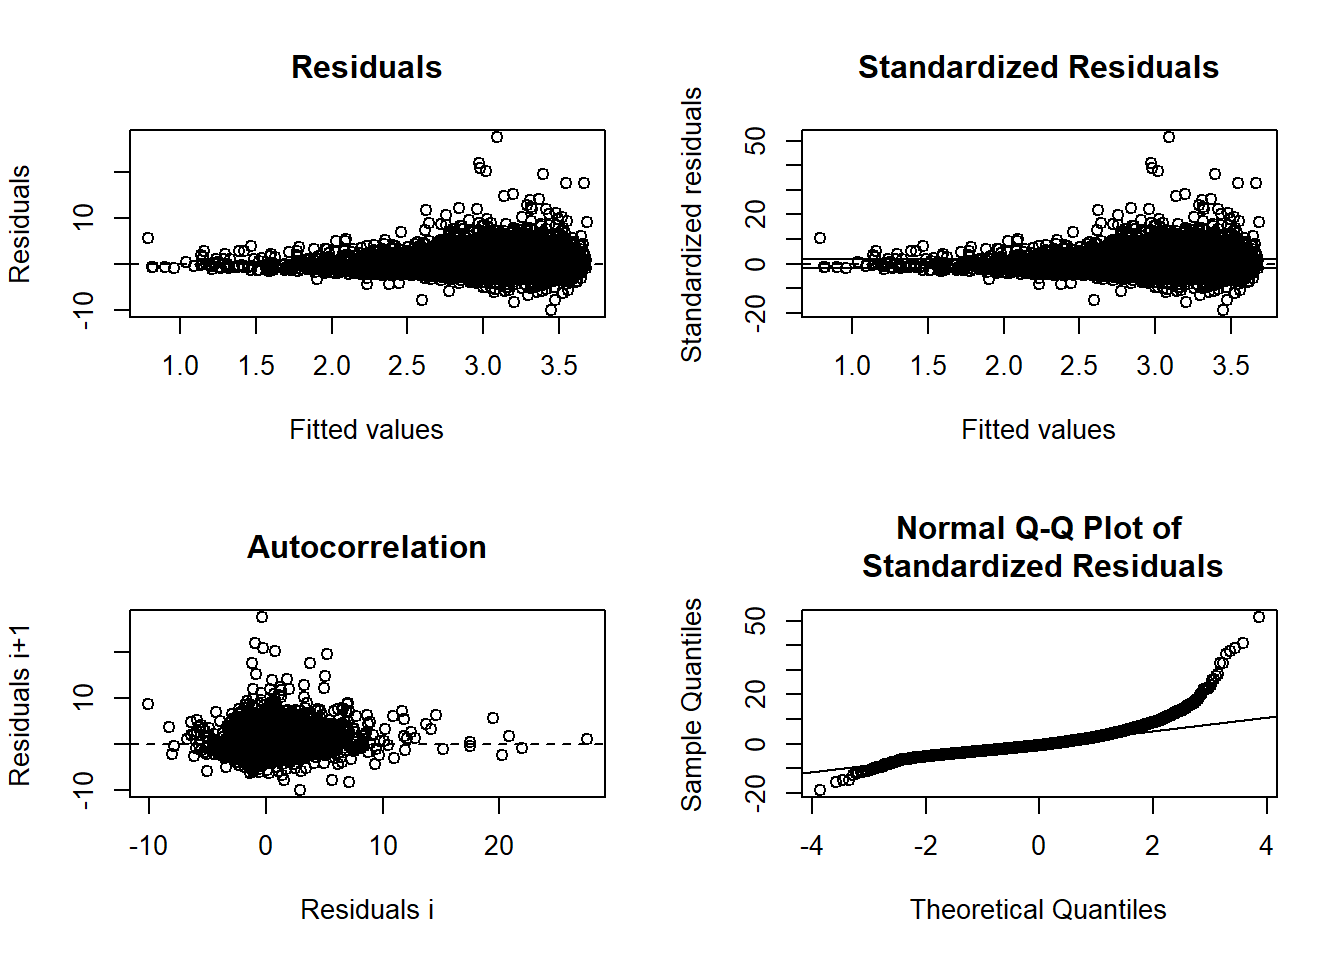 Residuals
Residuals
10
-10
1.0 1.5 2.0 2.5 3.0 3.5
Fitted values
Standardized Residuals
Standardized residuals
50
20
0
-20
1.0 1.5 2.0 2.5 3.0 3.5
Fitted values
Autocorrelation
Residuals i+1
10
-10
-10 0 10 20
Residuals i
Normal Q-Q Plot of
Standardized Residuals
Sample Quantiles
50
20
0
-20
-4 -2 0 2 4
Theoretical Quantiles